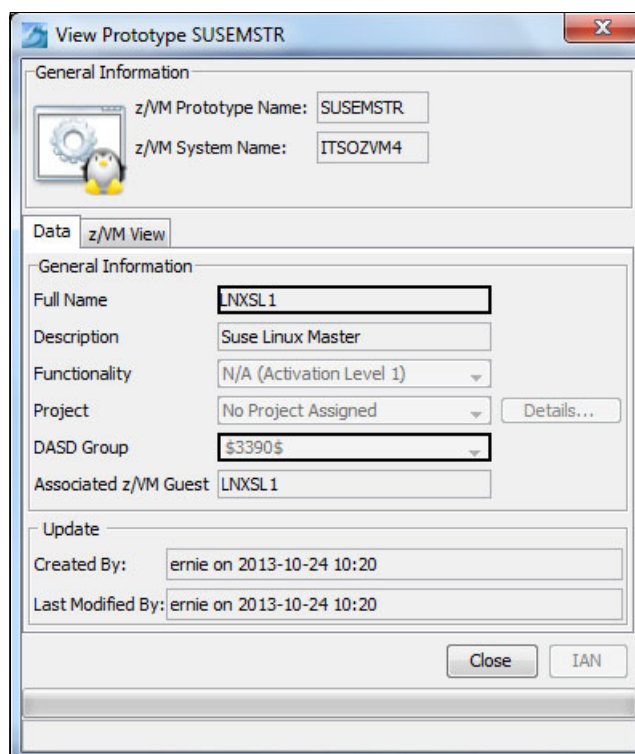 View Prototype SUSEMSTR
General Information
z/VM Prototype Name: SUSEMSTR
z/VM System Name: ITSOZVM4
Data z/VM View
General Information
Full Name LNXSL1
Description Suse Linux Master
Functionality N/A (Activation Level 1)
Project No Project Assigned Details...
DASD Group $3390$
Associated z/VM Guest LNXSL1
Update
Created By: ernie on 2013-10-24 10:20
Last Modified By: ernie on 2013-10-24 10:20
Close IAN